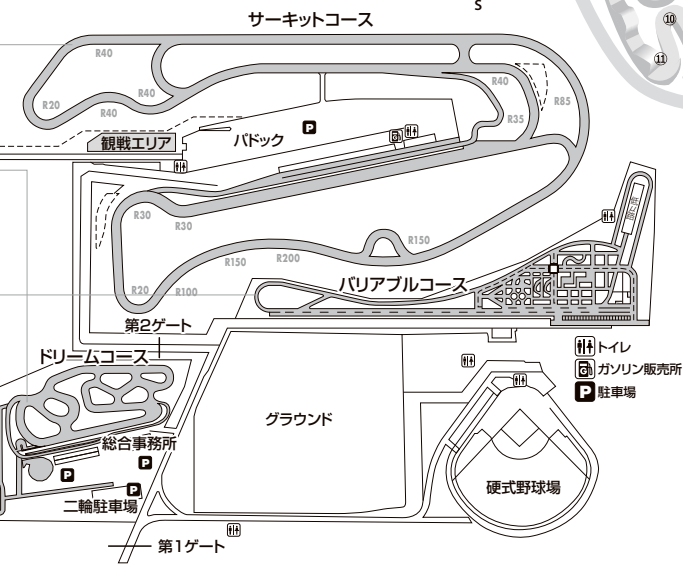 S
サーキットコース
⑩
⑪
R40
R40
R20
R40
R40
R85
R35
観戦エリア
パドック
P
R30
R30
R150
R200
R150
R20
R100
バリアブルコース
第2ゲート
ドリームコース
トイレ
ガソリン販売所
P 駐車場
グラウンド
総合事務所
P
P
P
二輪駐車場
硬式野球場
第1ゲート